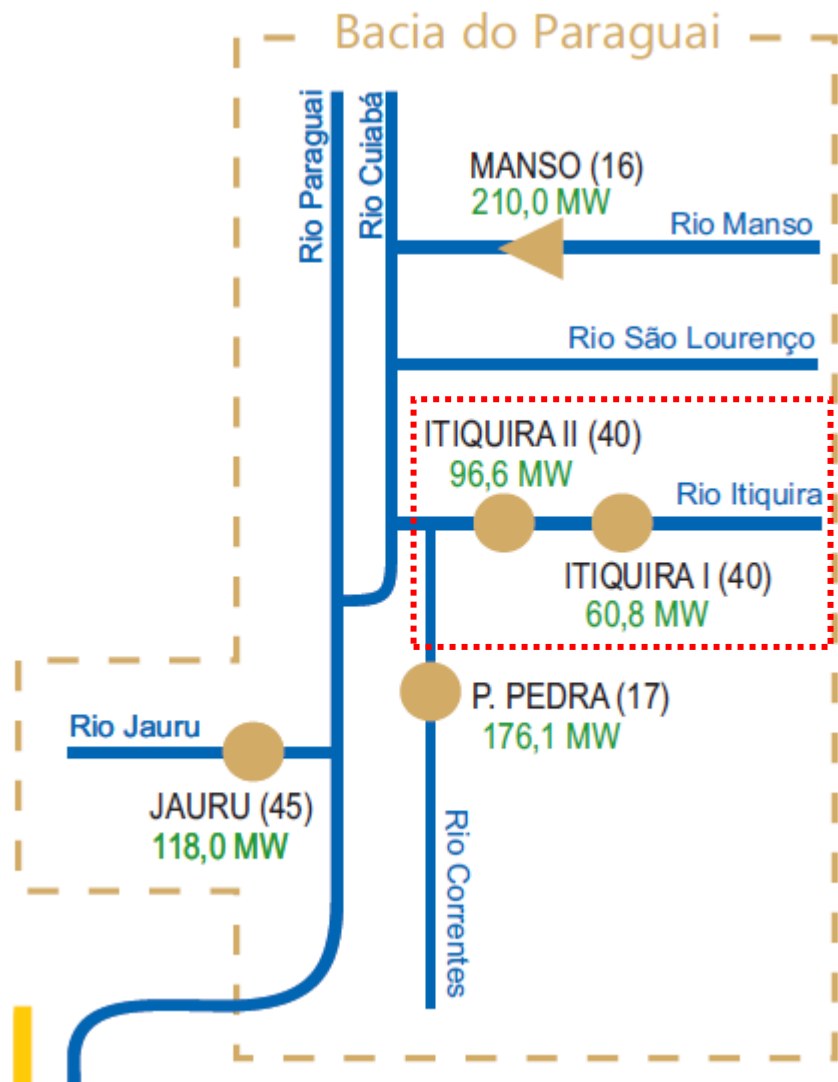 Bacia do Paraguai
Rio Paraguai
Rio Cuiabá
MANSO (16)
210,0 MW
Rio Manso
Rio São Lourenço
ITIQUIRA II (40)
96,6 MW
Rio Itiquira
ITIQUIRA I (40)
60,8 MW
P. PEDRA (17)
176,1 MW
Rio Jauru
JAURU (45)
118,0 MW
Rio Correntes